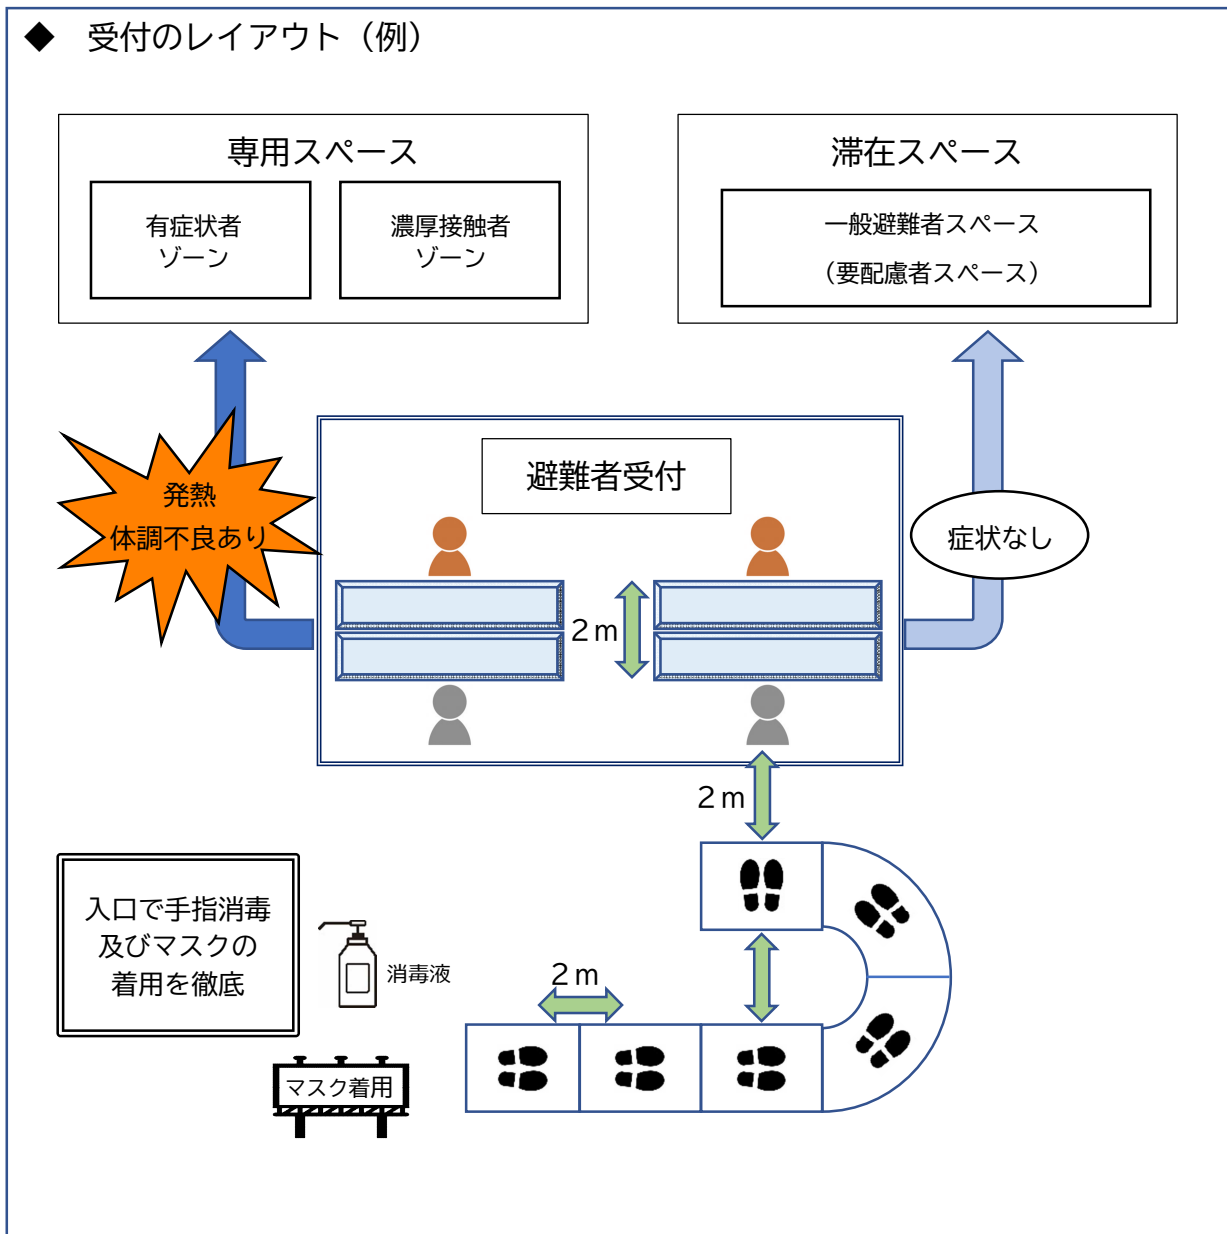 ◆ 受付のレイアウト（例）
専用スペース
有症状者
ゾーン
濃厚接触者
ゾーン
滞在スペース
一般避難者スペース
（要配慮者スペース）
発熱
体調不良あり
避難者受付
症状なし
２ｍ
２ｍ
入口で手指消毒
及びマスクの
着用を徹底
消毒液
２ｍ
マスク着用